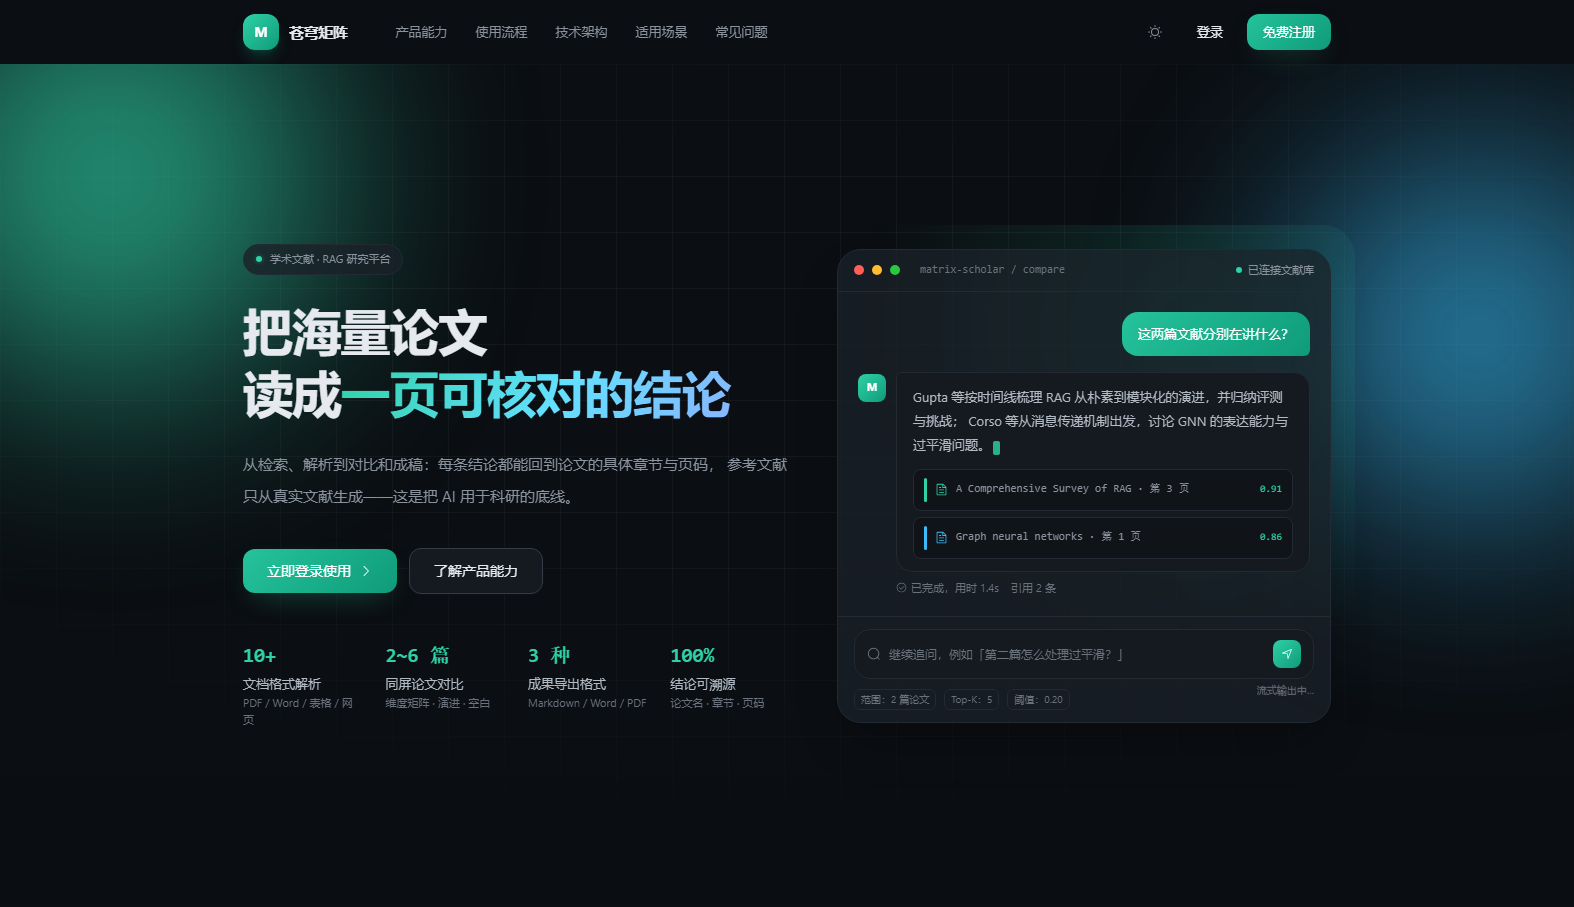 M 苍穹矩阵 产品能力 使用流程 技术架构 适用场景 常见问题 登录 免费注册
学术文献 · RAG 研究平台
把海量论文
读成一页可核对的结论
从检索、解析到对比和成稿：每条结论都能回到论文的具体章节与页码， 参考文献
只从真实文献生成——这是把 AI 用于科研的底线。
立即登录使用 了解产品能力
10+
文档格式解析
PDF / Word / 表格 / 网
页
2~6 篇
同屏论文对比
维度矩阵 · 演进 · 空白
3 种
成果导出格式
Markdown / Word / PDF
100%
结论可溯源
论文名 · 章节 · 页码
matrix-scholar / compare 已连接文献库
这两篇文献分别在讲什么？
M
Gupta 等按时间线梳理 RAG 从朴素到模块化的演进，并归纳评测
与挑战； Corso 等从消息传递机制出发，讨论 GNN 的表达能力与
过平滑问题。
A Comprehensive Survey of RAG · 第 3 页 0.91
Graph neural networks · 第 1 页 0.86
已完成，用时 1.4s 引用 2 条
继续追问，例如「第二篇怎么处理过平滑？」
范围：2 篇论文 Top-K：5 阈值：0.20 流式输出中...